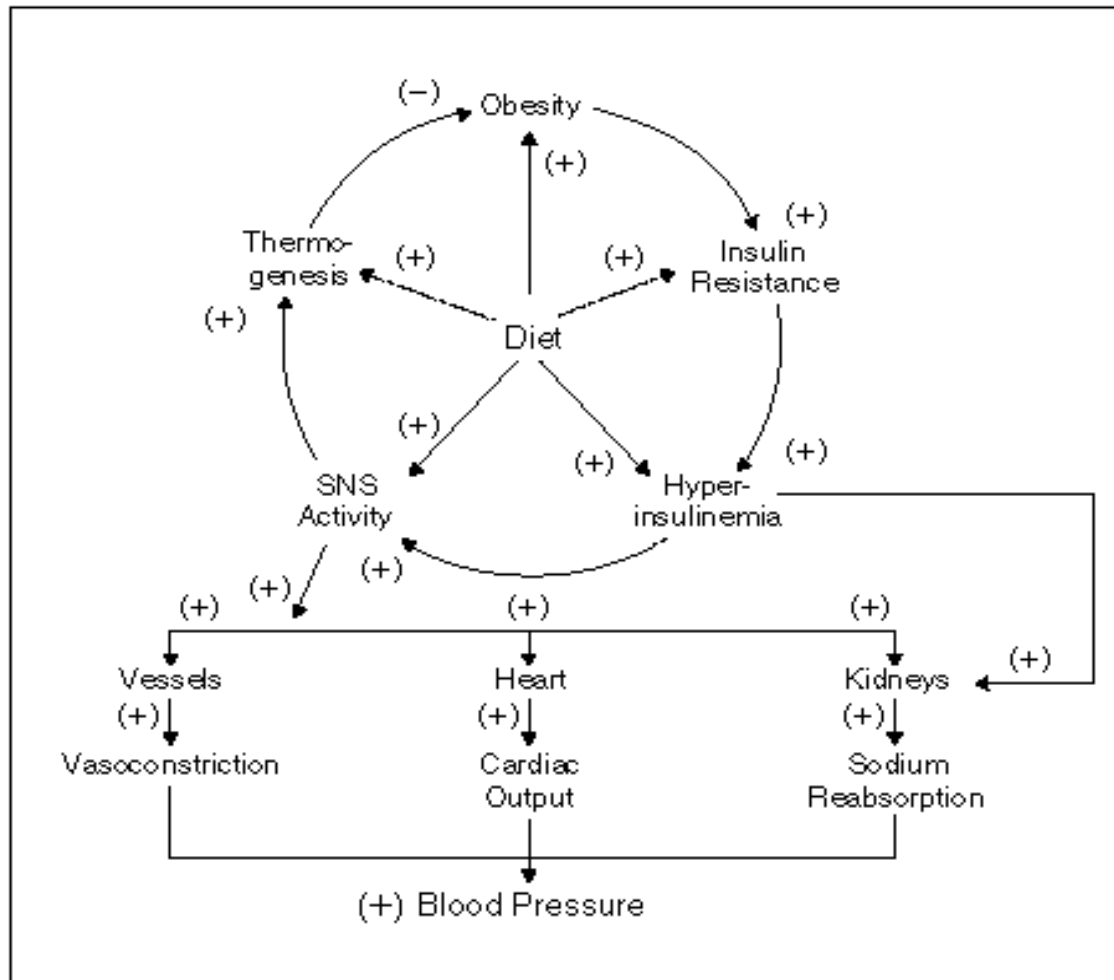 (−)
Obesity
(+)
(+)
Thermo-
genesis
(+)
(+)
Insulin
Resistance
(+)
Diet
(+)
(+)
(+)
SNS
Activity
Hyper-
insulinemia
(+)
(+)
(+)
(+)
(+)
(+)
Vessels
Heart
Kidneys
(+)
(+)
(+)
Vasoconstriction
Cardiac
Output
Sodium
Reabsorption
(+) Blood Pressure